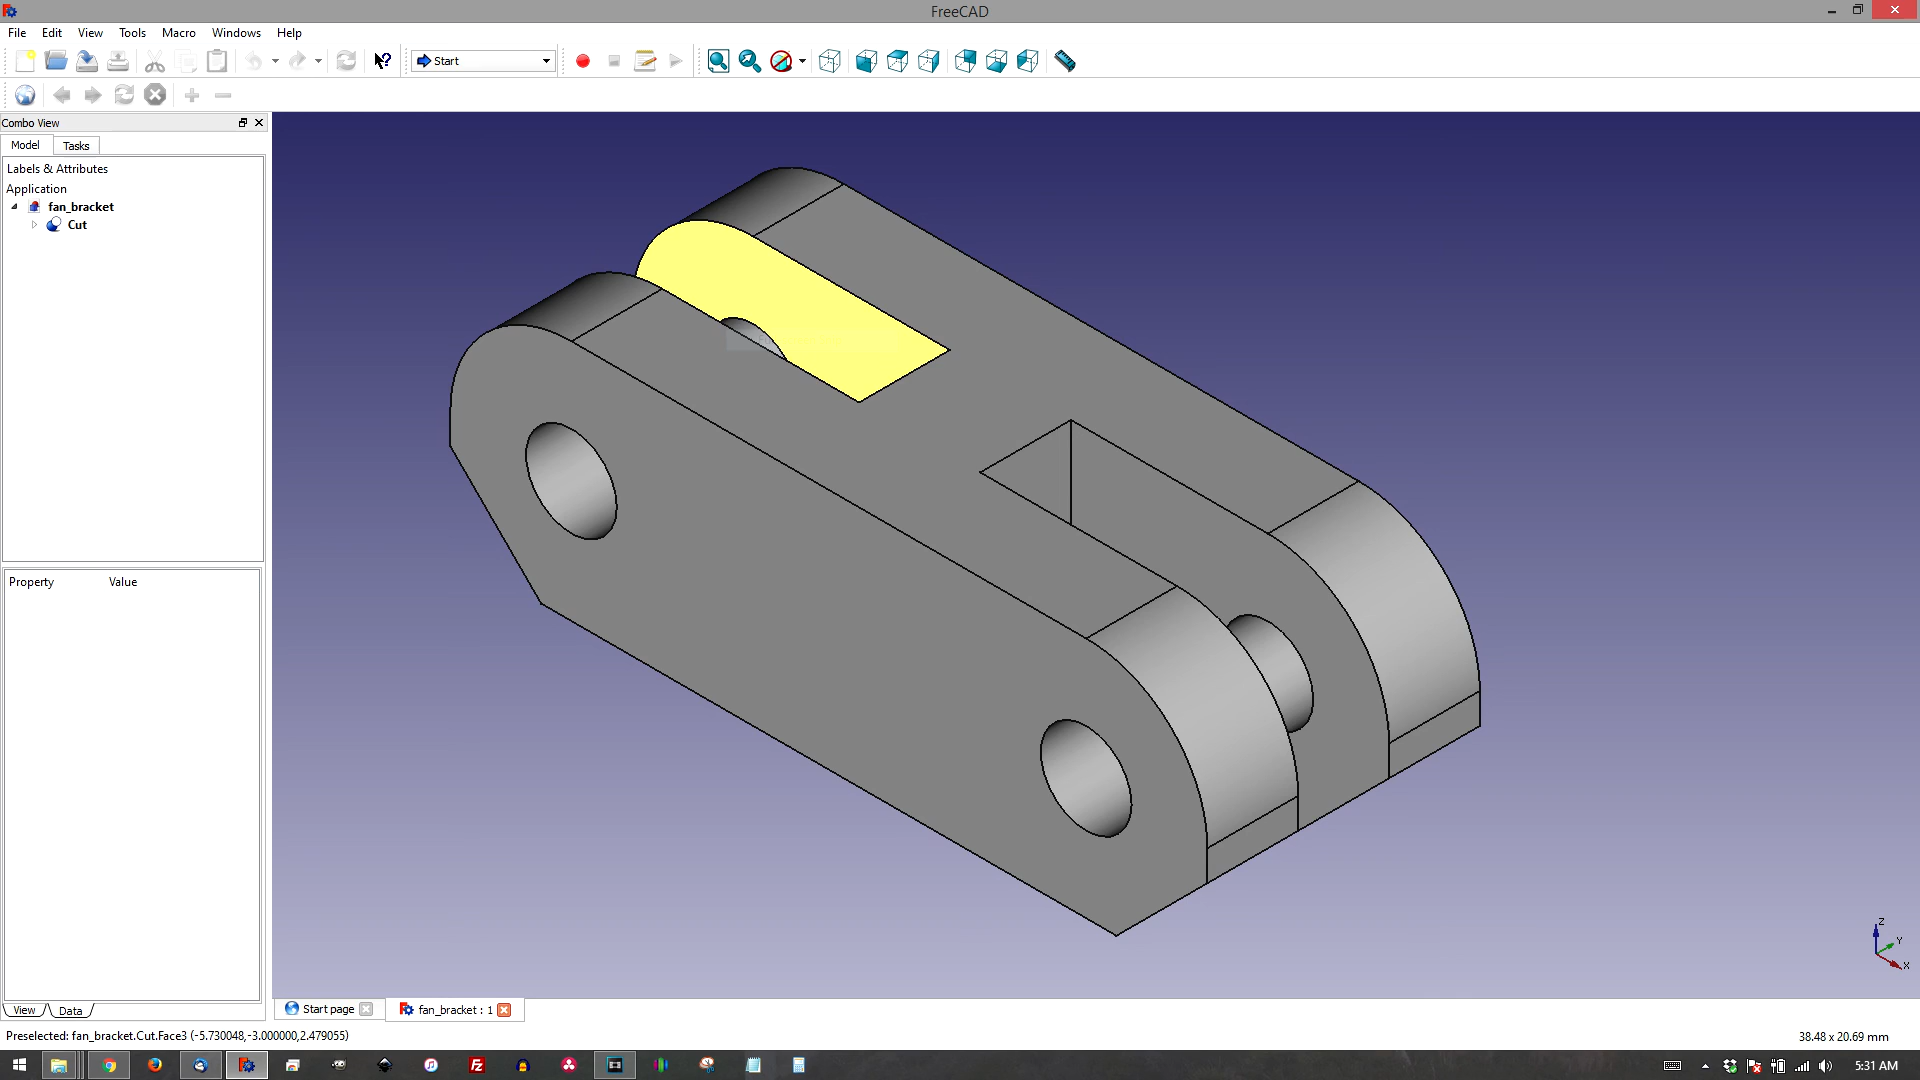 FreeCAD
File Edit View Tools Macro Windows Help
Start
Combo View
Model Tasks
Labels & Attributes
Application
fan_bracket
Cut
Property Value
View Data
Z
Y
X
Start page fan_bracket : 1
Preselected: fan_bracket.Cut.Face3 (-5.730048,-3.000000,2.479055) 38.48 x 20.69 mm
5:31 AM